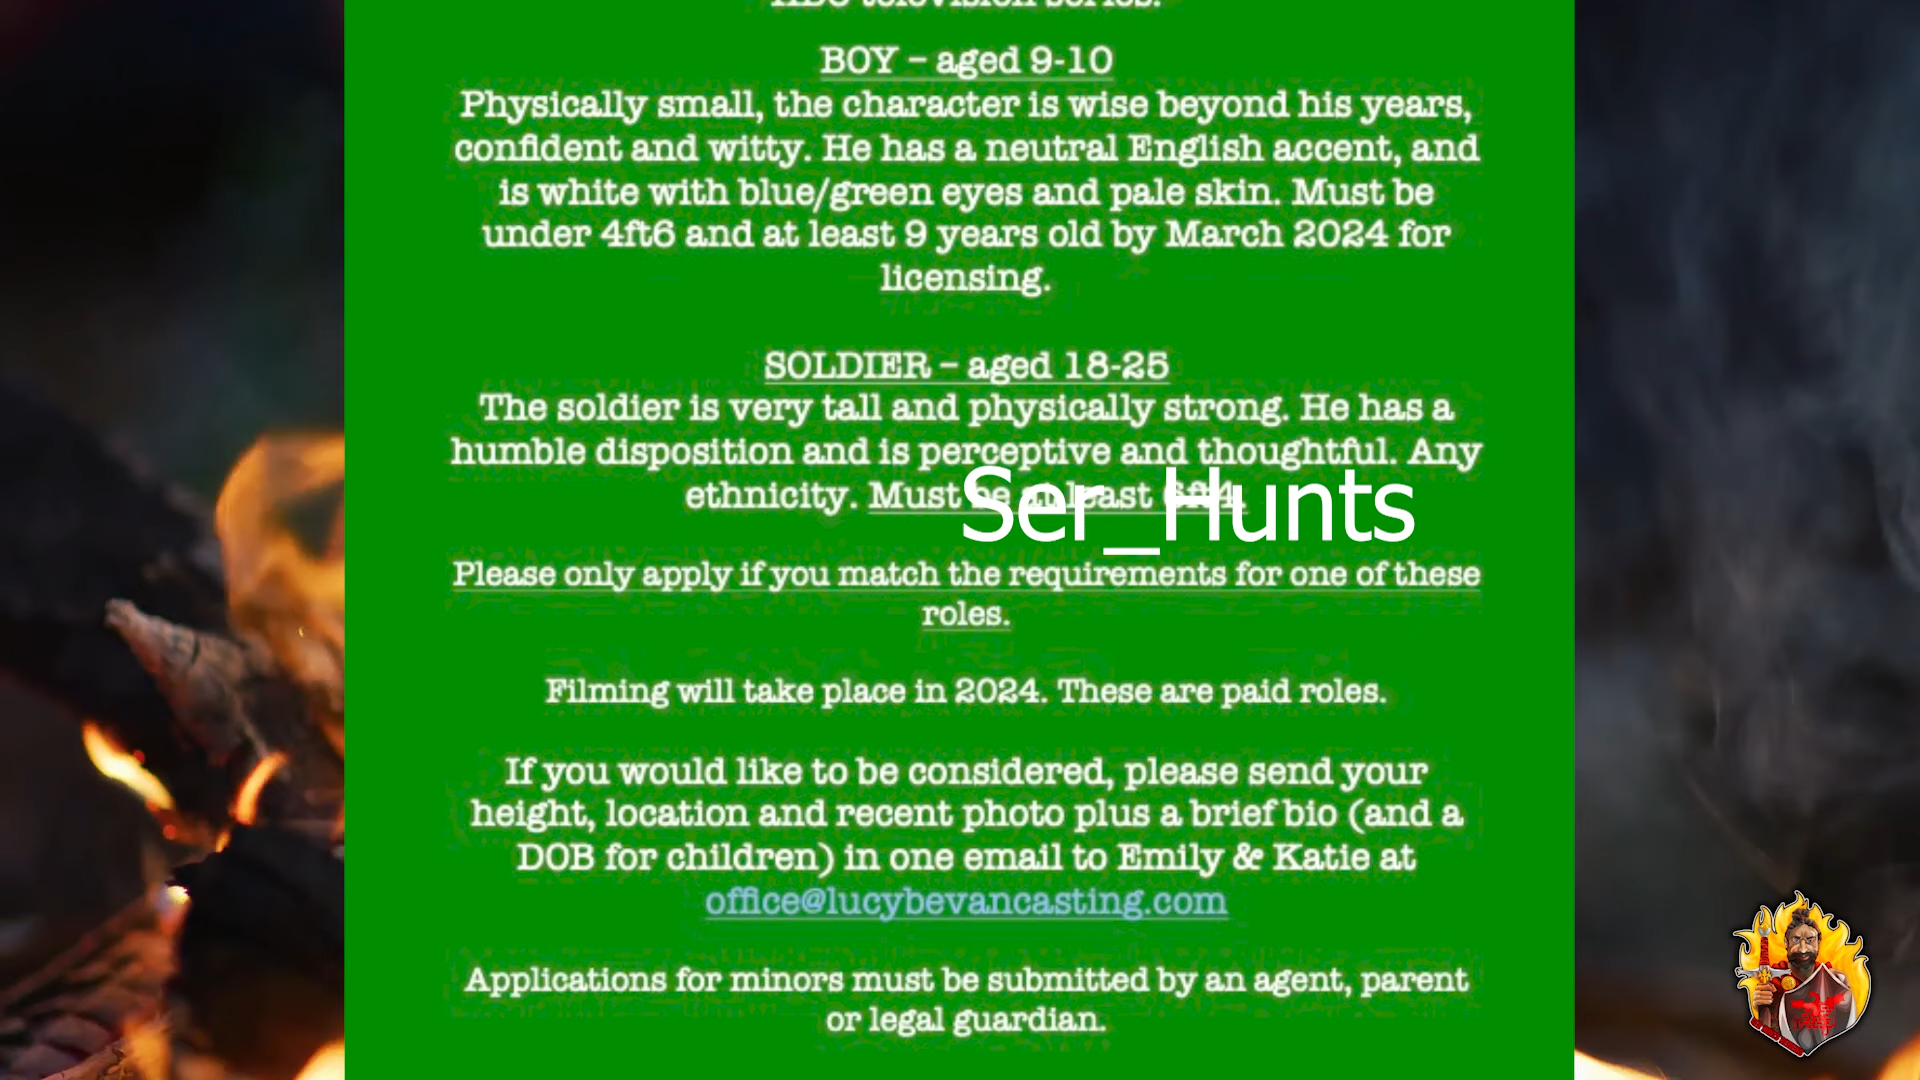 HBO television series.
BOY – aged 9-10
Physically small, the character is wise beyond his years,
confident and witty. He has a neutral English accent, and
is white with blue/green eyes and pale skin. Must be
under 4ft6 and at least 9 years old by March 2024 for
licensing.
SOLDIER – aged 18-25
The soldier is very tall and physically strong. He has a
humble disposition and is perceptive and thoughtful. Any
ethnicity. Must be at least 6ft4.
Ser_Hunts
Please only apply if you match the requirements for one of these
roles.
Filming will take place in 2024. These are paid roles.
If you would like to be considered, please send your
height, location and recent photo plus a brief bio (and a
DOB for children) in one email to Emily & Katie at
office@lucybevancasting.com
Applications for minors must be submitted by an agent, parent
or legal guardian.